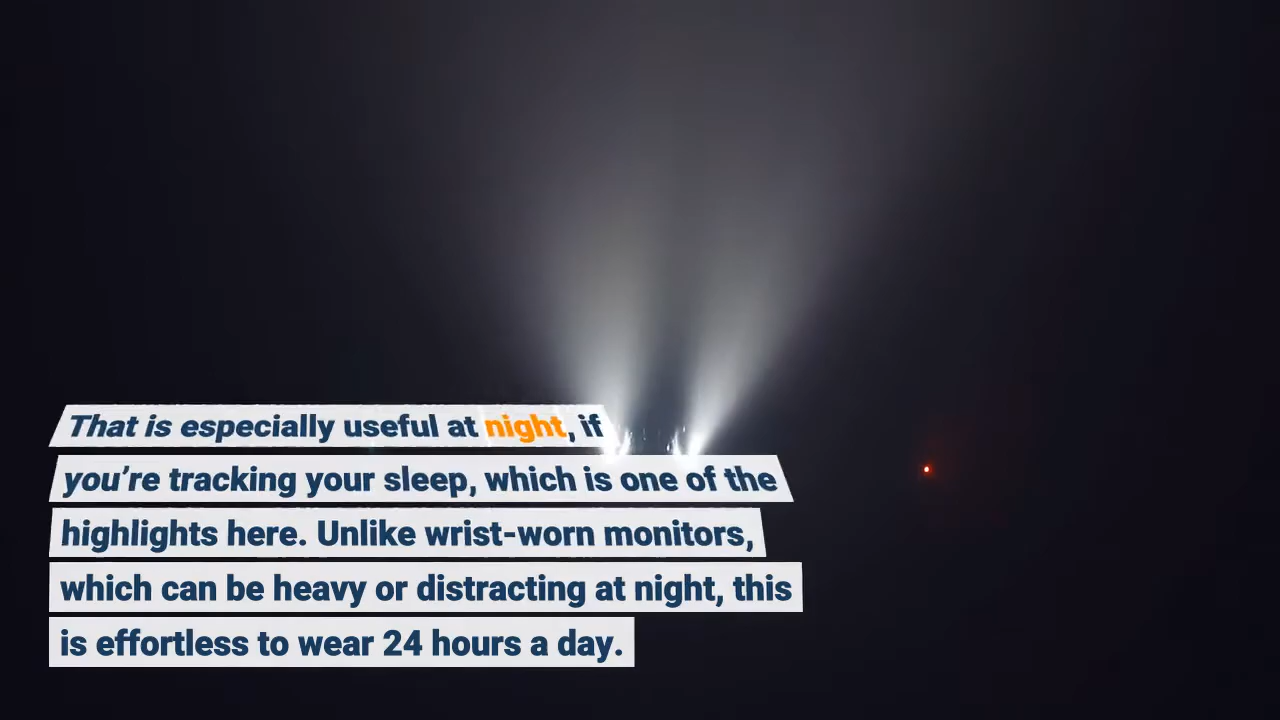 That is especially useful at night, if
you’re tracking your sleep, which is one of the
highlights here. Unlike wrist-worn monitors,
which can be heavy or distracting at night, this
is effortless to wear 24 hours a day.